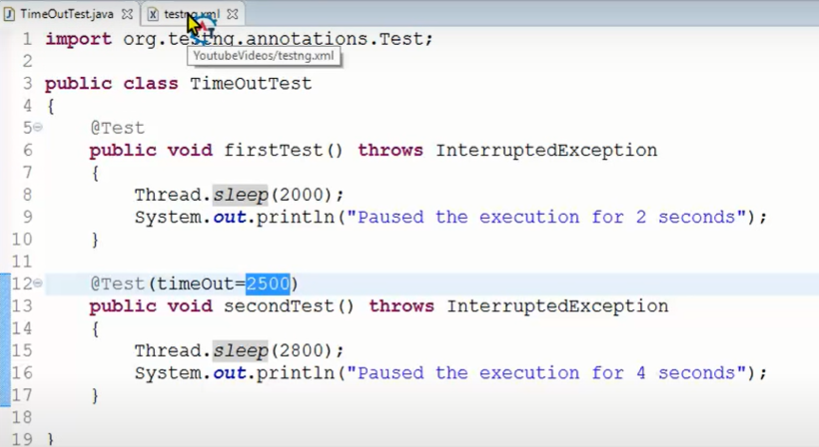 TimeOutTest.java testng.xml
1 import org.testng.annotations.Test;
YoutubeVideos/testng.xml
2
3 public class TimeOutTest
4 {
5 @Test
6 public void firstTest() throws InterruptedException
7 {
8 Thread.sleep(2000);
9 System.out.println("Paused the execution for 2 seconds");
10 }
11
12 @Test(timeOut=2500)
13 public void secondTest() throws InterruptedException
14 {
15 Thread.sleep(2800);
16 System.out.println("Paused the execution for 4 seconds");
17 }
18
19 }